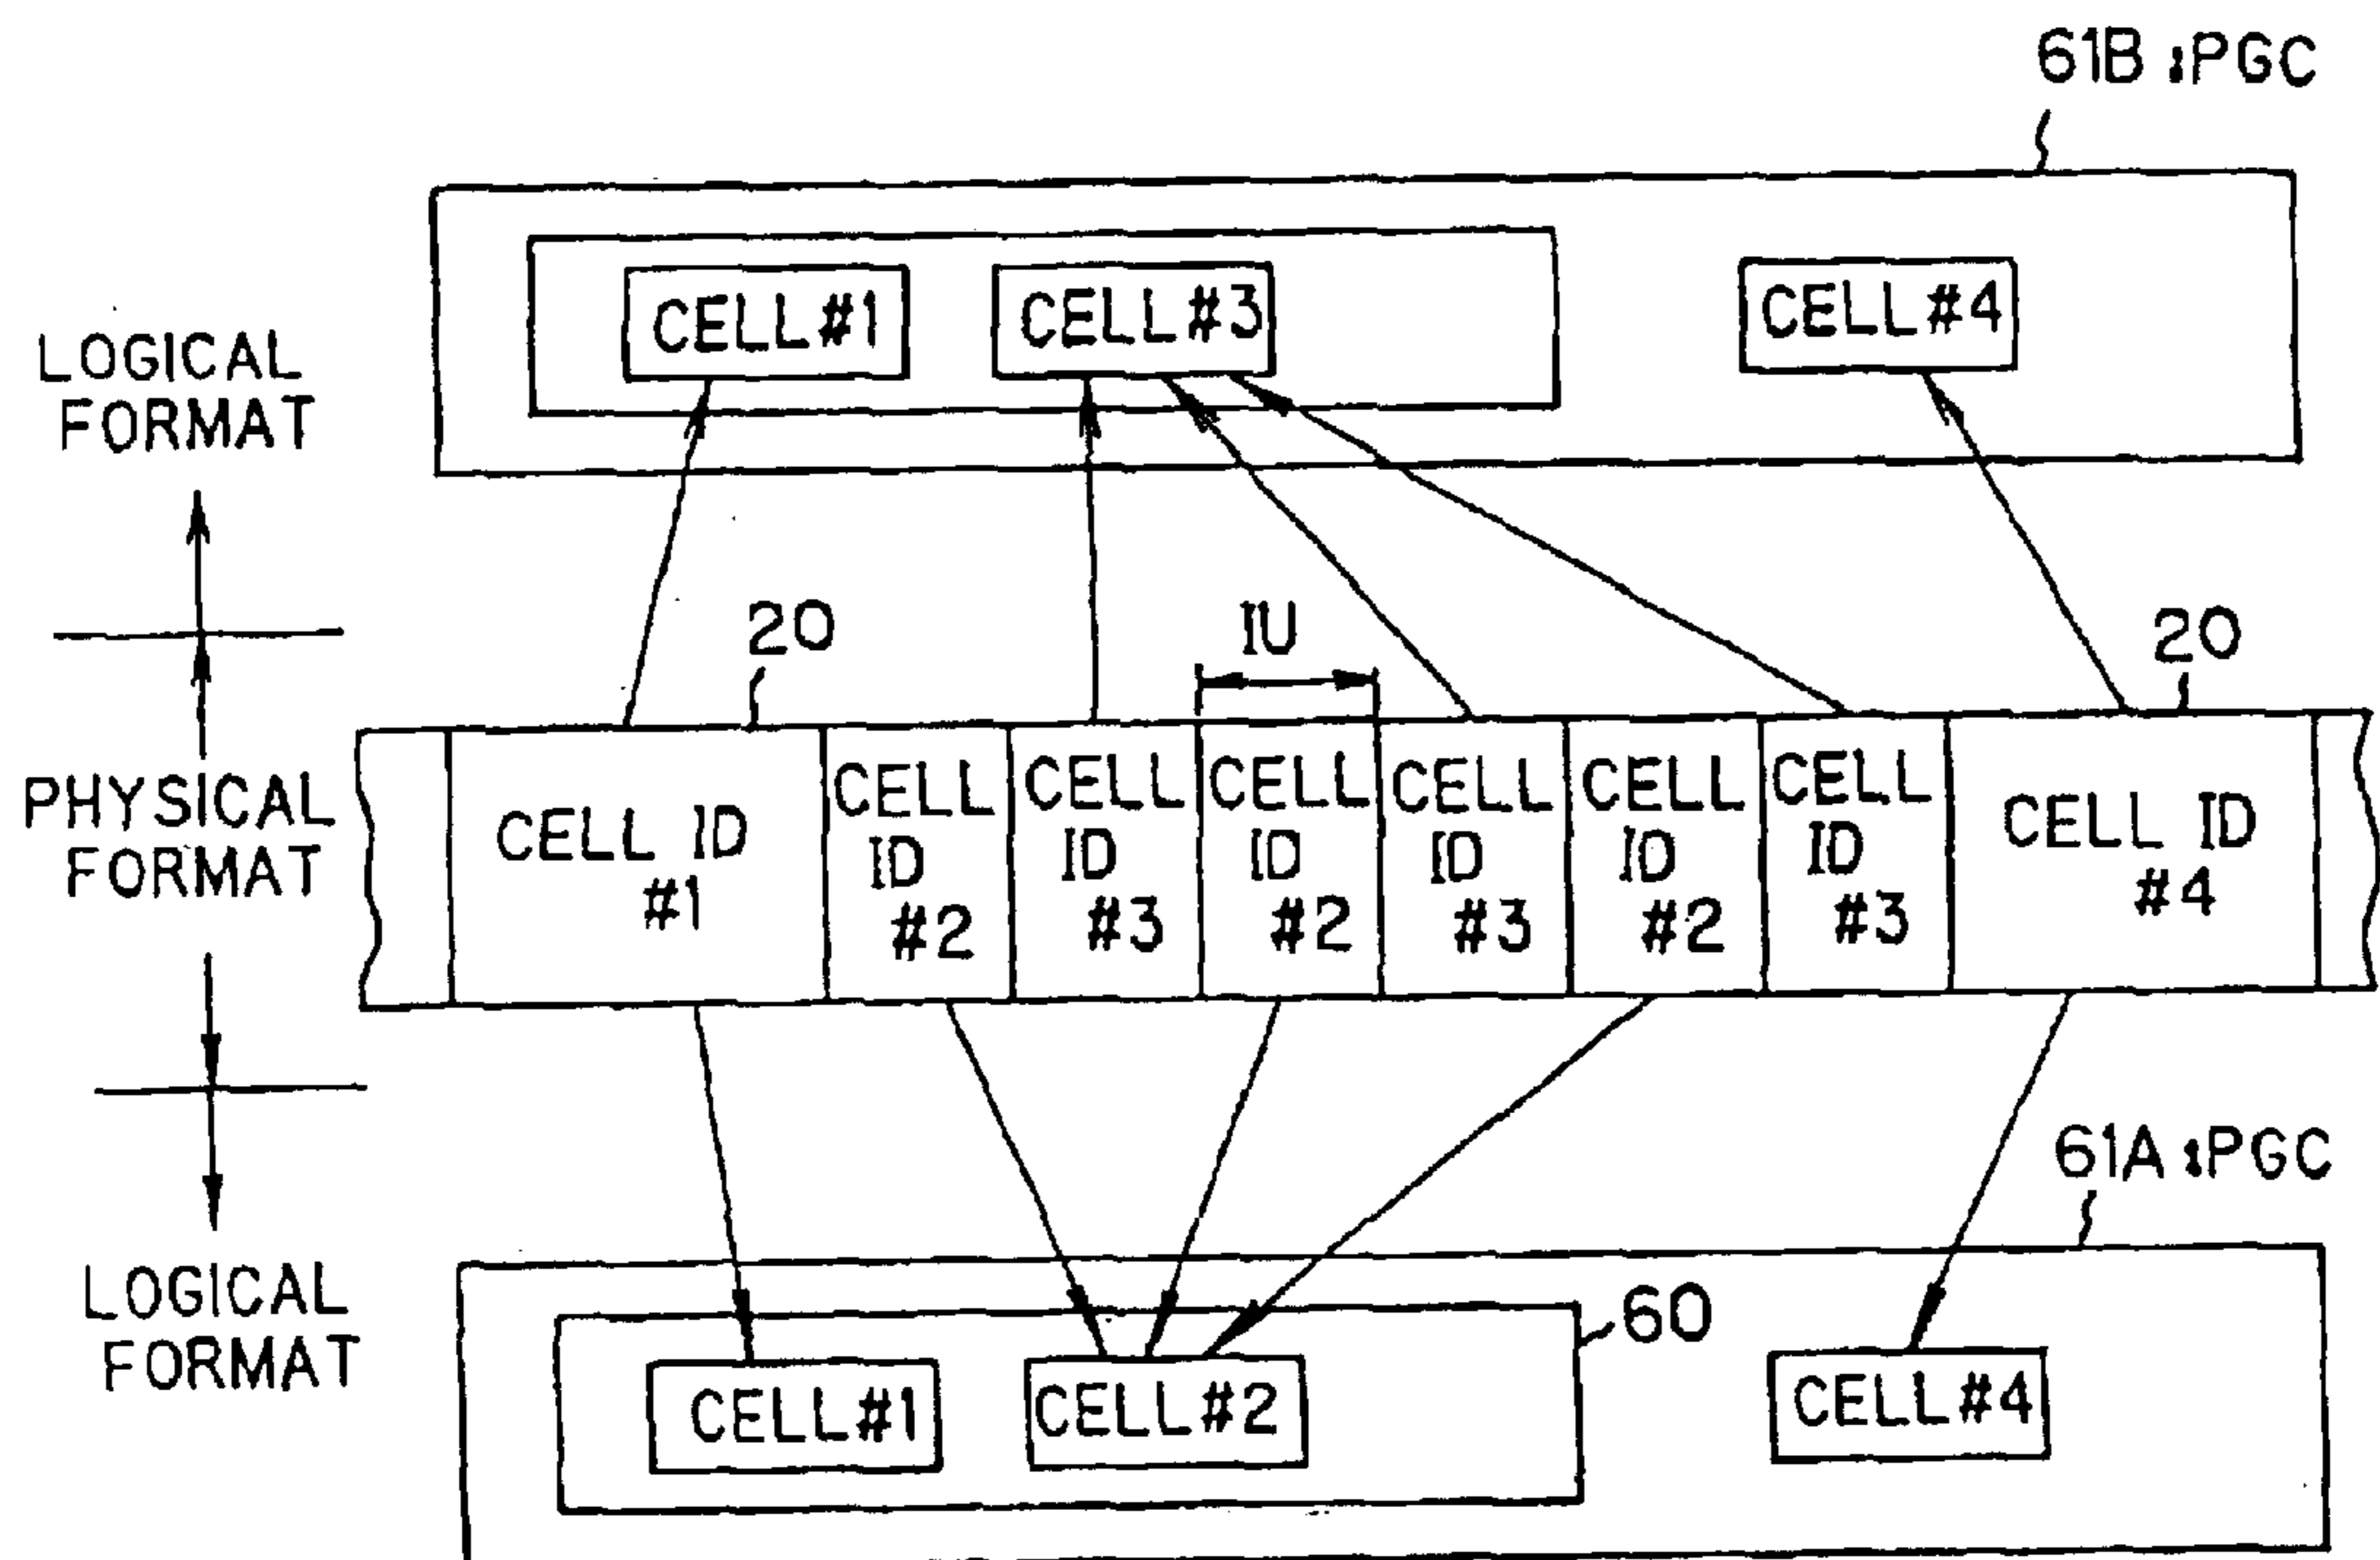 61B :PGC
CELL#1
CELL#3
CELL#4
LOGICAL
FORMAT
20
IU
20
PHYSICAL
FORMAT
CELL ID
#1
CELL
ID
#2
CELL
ID
#3
CELL
ID
#2
CELL
ID
#3
CELL
ID
#2
CELL
ID
#3
CELL ID
#4
61A :PGC
LOGICAL
FORMAT
60
CELL#1
CELL#2
CELL#4